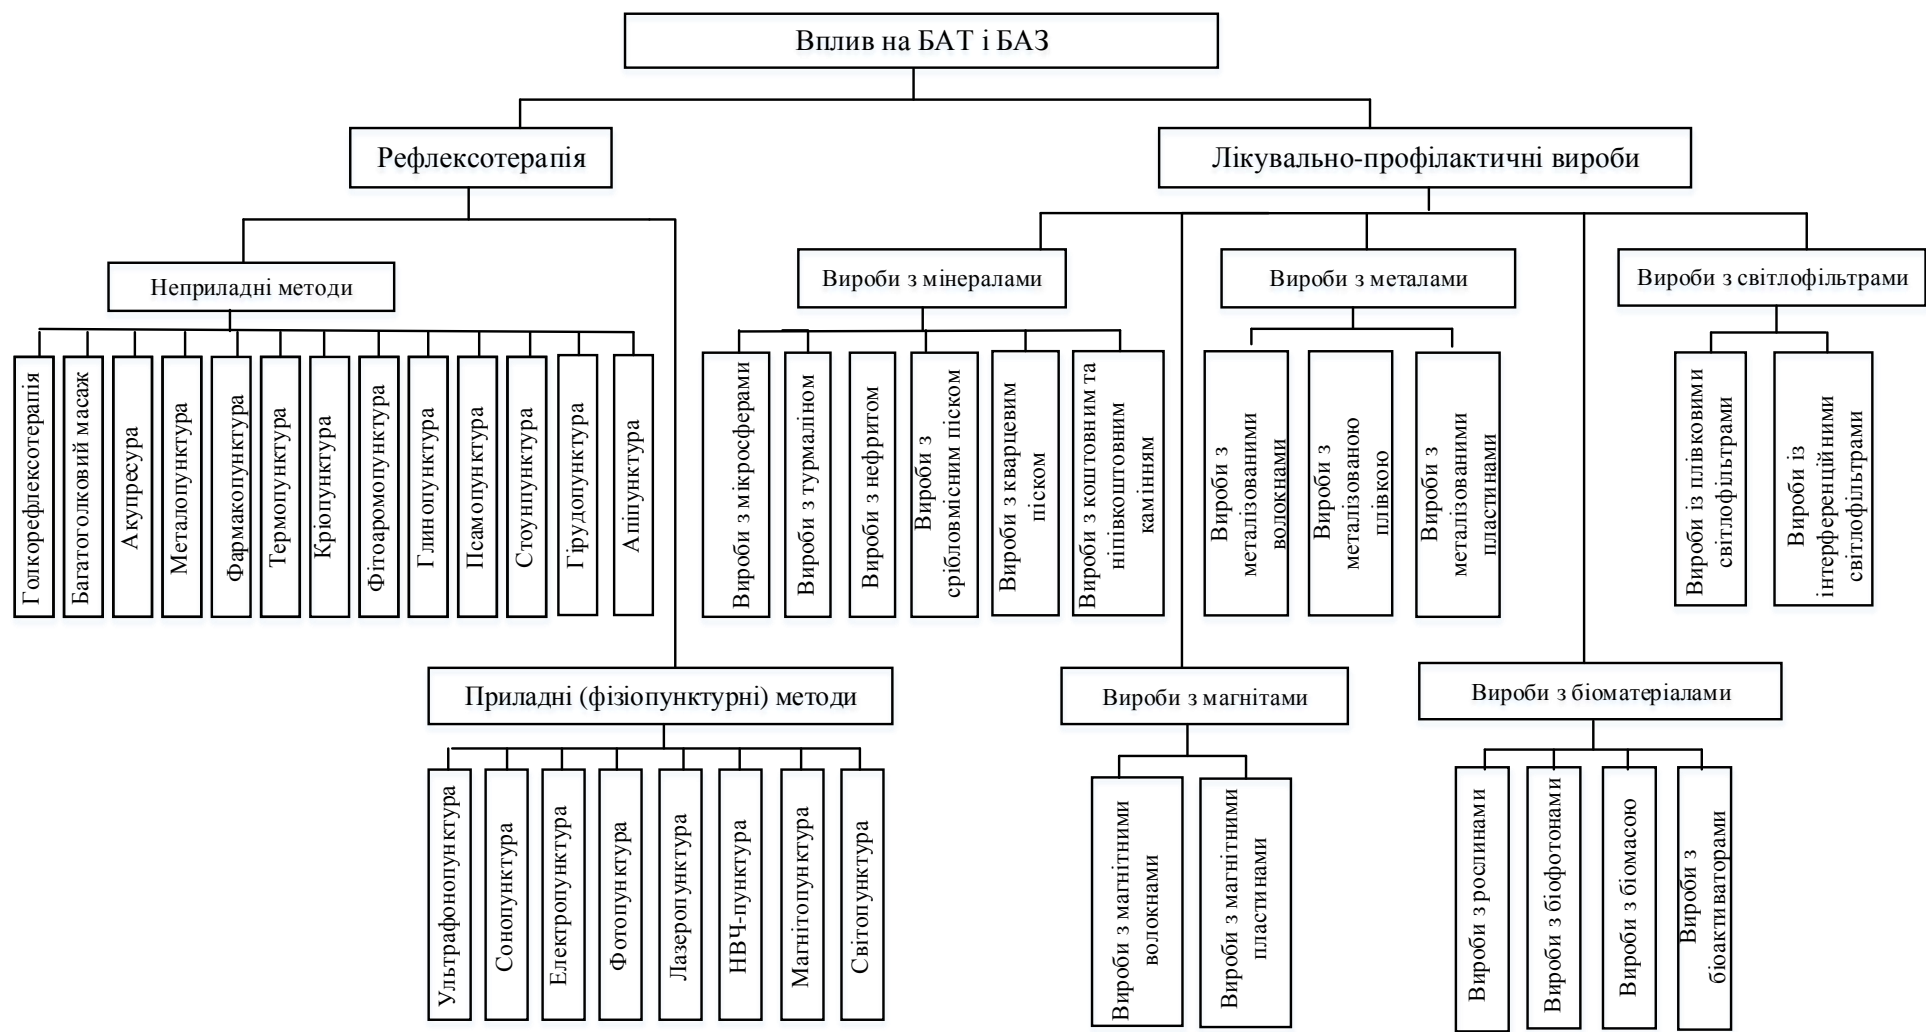 Вплив на БАТ і БАЗ
Рефлексотерапія
Лікувально-профілактичні вироби
Неприладні методи
Вироби з мінералами
Вироби з металами
Вироби з світлофільтрами
Голкорефлексотерапія
Багатоголковий масаж
Акупресура
Металопунктура
Фармакопунктура
Термопунктура
Кріопунктура
Фітоаромопунктура
Глинопунктура
Псамопунктура
Стоунпунктура
Гірудопунктура
Апіпунктура
Вироби з мікросферами
Вироби з турмаліном
Вироби з нефритом
Вироби з
срібловмісним піском
Вироби з кварцевим
піском
Вироби з коштовним та
нпівкоштовним
камінням
Вироби з
металізованими
волокнами
Вироби з
металізованою
плівкою
Вироби з
металізованими
пластинами
Вироби із плівковими
світлофільтрами
Вироби із
інтерференційними
світлофільтрами
Приладні (фізіопунктурні) методи
Вироби з магнітами
Вироби з біоматеріалами
Ультрафонопунктура
Сонопунктура
Електропунктура
Фотопунктура
Лазеропунктура
НВЧ-пунктура
Магнітопунктура
Світопунктура
Вироби з магнітними
волокнами
Вироби з магнітними
пластинами
Вироби з рослинами
Вироби з біофотонами
Вироби з біомасою
Вироби з
біоактиваторами